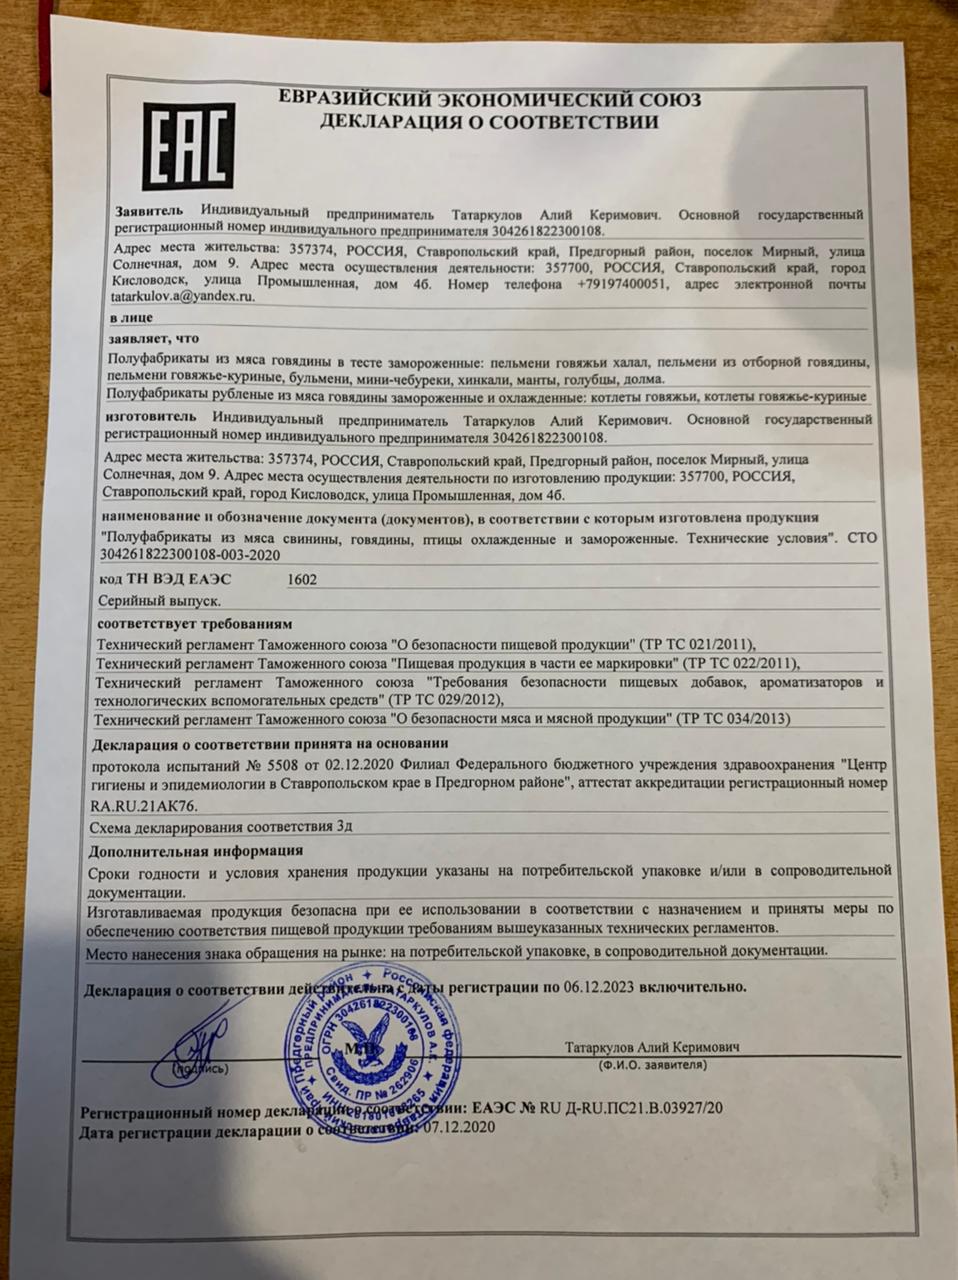 ЕВРАЗИЙСКИЙ ЭКОНОМИЧЕСКИЙ СОЮЗ
ДЕКЛАРАЦИЯ О СООТВЕТСТВИИ
EAC
Заявитель Индивидуальный предприниматель Татаркулов Алий Керимович. Основной государственный
регистрационный номер индивидуального предпринимателя 304261822300108.
Адрес места жительства: 357374, РОССИЯ, Ставропольский край, Предгорный район, поселок Мирный, улица
Солнечная, дом 9. Адрес места осуществления деятельности: 357700, РОССИЯ, Ставропольский край, город
Кисловодск, улица Промышленная, дом 4б. Номер телефона +79197400051, адрес электронной почты
tatarkulov.a@yandex.ru.
в лице
заявляет, что
Полуфабрикаты из мяса говядины в тесте замороженные: пельмени говяжьи халал, пельмени из отборной говядины,
пельмени говяжье-куриные, бульмени, мини-чебуреки, хинкали, манты, голубцы, долма.
Полуфабрикаты рубленые из мяса говядины замороженные и охлажденные: котлеты говяжьи, котлеты говяжье-куриные
изготовитель Индивидуальный предприниматель Татаркулов Алий Керимович. Основной государственный
регистрационный номер индивидуального предпринимателя 304261822300108.
Адрес места жительства: 357374, РОССИЯ, Ставропольский край, Предгорный район, поселок Мирный, улица
Солнечная, дом 9. Адрес места осуществления деятельности по изготовлению продукции: 357700, РОССИЯ,
Ставропольский край, город Кисловодск, улица Промышленная, дом 4б.
наименование и обозначение документа (документов), в соответствии с которым изготовлена продукция
"Полуфабрикаты из мяса свинины, говядины, птицы охлажденные и замороженные. Технические условия". СТО
304261822300108-003-2020
код ТН ВЭД ЕАЭС 1602
Серийный выпуск.
соответствует требованиям
Технический регламент Таможенного союза "О безопасности пищевой продукции" (ТР ТС 021/2011),
Технический регламент Таможенного союза "Пищевая продукция в части ее маркировки" (ТР ТС 022/2011),
Технический регламент Таможенного союза "Требования безопасности пищевых добавок, ароматизаторов и
технологических вспомогательных средств" (ТР ТС 029/2012),
Технический регламент Таможенного союза "О безопасности мяса и мясной продукции" (ТР ТС 034/2013)
Декларация о соответствии принята на основании
протокола испытаний № 5508 от 02.12.2020 Филиал Федерального бюджетного учреждения здравоохранения "Центр
гигиены и эпидемиологии в Ставропольском крае в Предгорном районе", аттестат аккредитации регистрационный номер
RA.RU.21АК76.
Схема декларирования соответствия 3д
Дополнительная информация
Сроки годности и условия хранения продукции указаны на потребительской упаковке и/или в сопроводительной
документации.
Изготавливаемая продукция безопасна при ее использовании в соответствии с назначением и приняты меры по
обеспечению соответствия пищевой продукции требованиям вышеуказанных технических регламентов.
Место нанесения знака обращения на рынке: на потребительской упаковке, в сопроводительной документации.
Декларация о соответствии действительна с даты регистрации по 06.12.2023 включительно.
М.П.
Татаркулов Алий Керимович
(подпись)
(Ф.И.О. заявителя)
Российская Федерация
Предгорный район
ПРЕДПРИНИМАТЕЛЬ ТАТАРКУЛОВ А.К.
ОГРН 304261822300108
Свид. ПР № 262906
Регистрационный номер декларации о соответствии: ЕАЭС № RU Д-RU.ПС21.В.03927/20
Дата регистрации декларации о соответствии: 07.12.2020